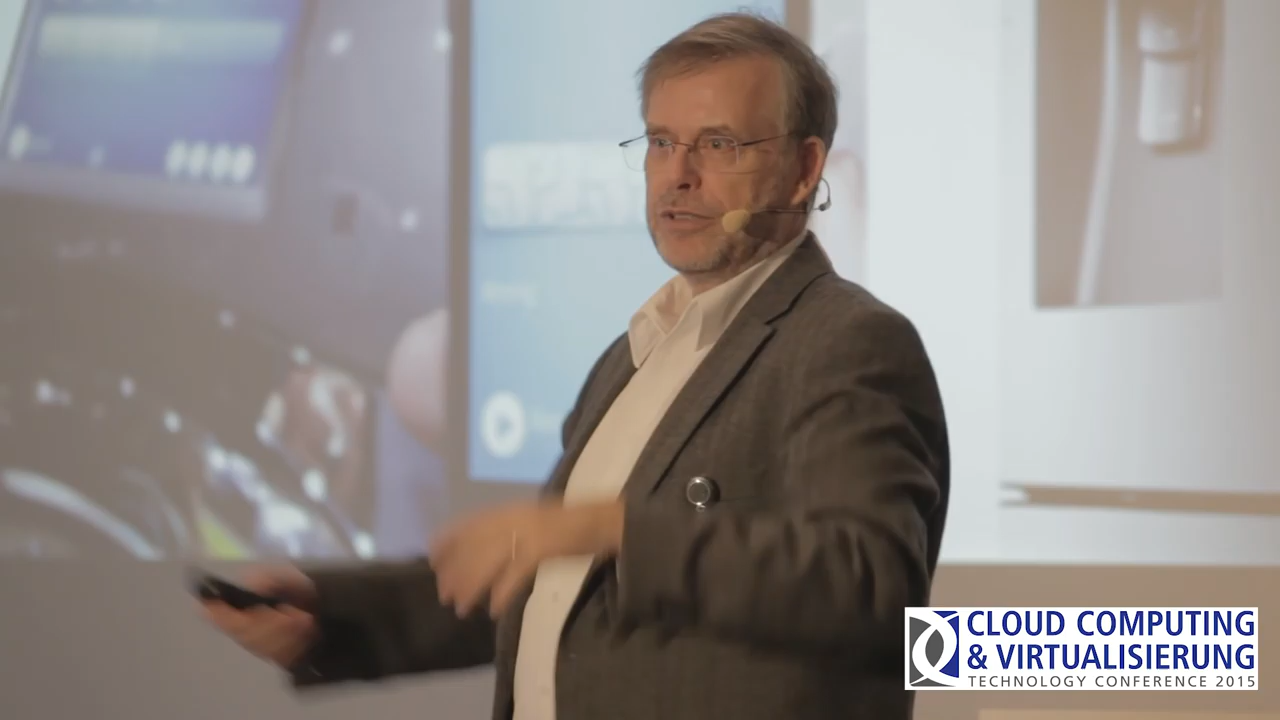 CLOUD COMPUTING
& VIRTUALISIERUNG
TECHNOLOGY CONFERENCE 2015